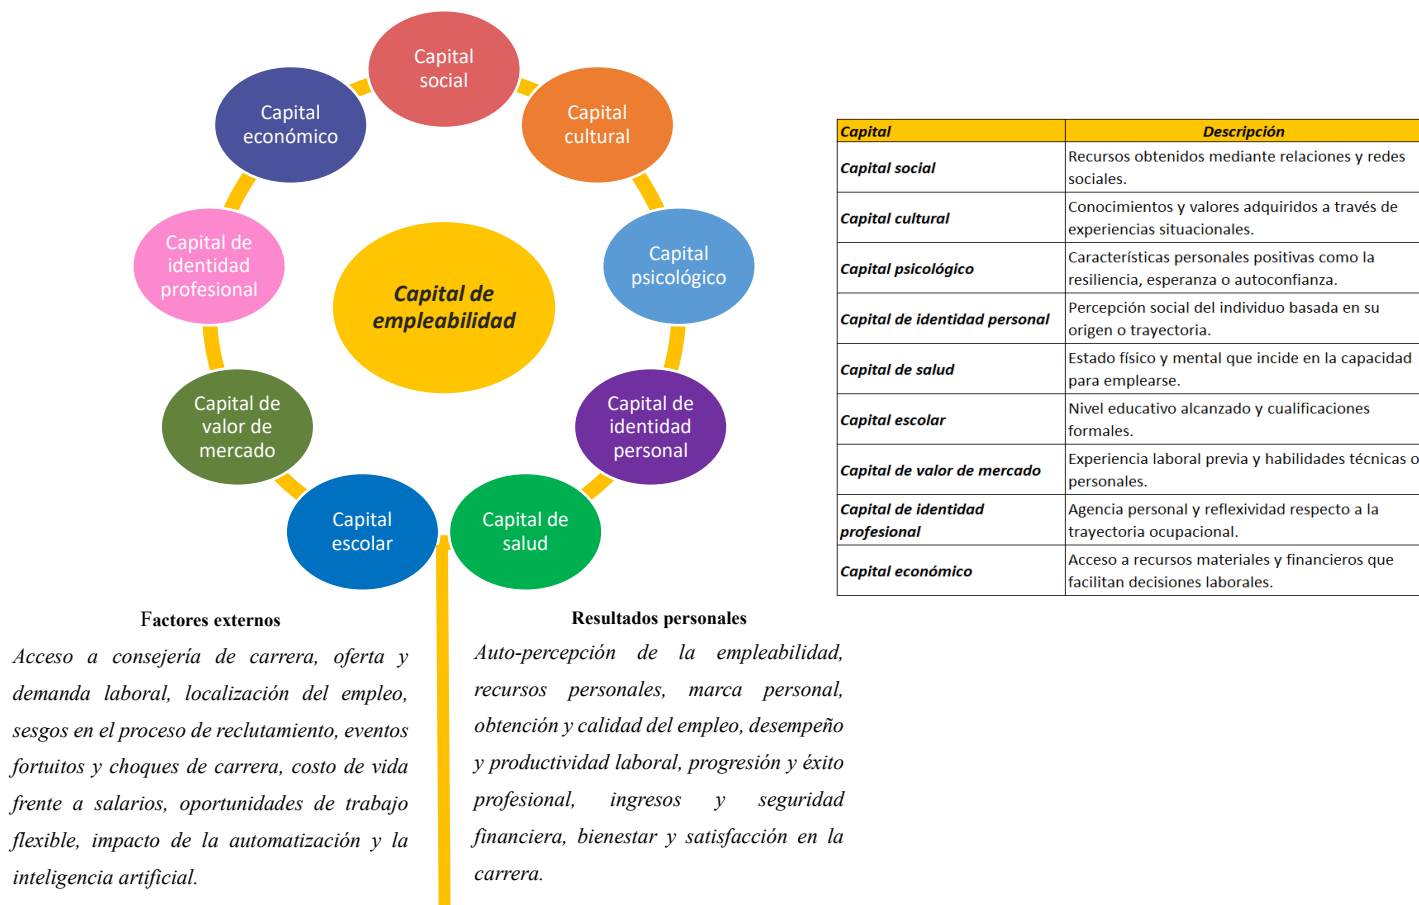 Capital
social
Capital
cultural
Capital
psicológico
Capital de
identidad
personal
Capital de
salud
Capital
escolar
Capital de
valor de
mercado
Capital de
identidad
profesional
Capital
económico
Capital de
empleabilidad
Capital Descripción
Capital social
Recursos obtenidos mediante relaciones y redes
sociales.
Capital cultural
Conocimientos y valores adquiridos a través de
experiencias situacionales.
Capital psicológico
Características personales positivas como la
resiliencia, esperanza o autoconfianza.
Capital de identidad personal
Percepción social del individuo basada en su
origen o trayectoria.
Capital de salud
Estado físico y mental que incide en la capacidad
para emplearse.
Capital escolar
Nivel educativo alcanzado y cualificaciones
formales.
Capital de valor de mercado
Experiencia laboral previa y habilidades técnicas o
personales.
Capital de identidad
profesional
Agencia personal y reflexividad respecto a la
trayectoria ocupacional.
Capital económico
Acceso a recursos materiales y financieros que
facilitan decisiones laborales.
Factores externos
Acceso a consejería de carrera, oferta y
demanda laboral, localización del empleo,
sesgos en el proceso de reclutamiento, eventos
fortuitos y choques de carrera, costo de vida
frente a salarios, oportunidades de trabajo
flexible, impacto de la automatización y la
inteligencia artificial.
Resultados personales
Auto-percepción de la empleabilidad,
recursos personales, marca personal,
obtención y calidad del empleo, desempeño
y productividad laboral, progresión y éxito
profesional, ingresos y seguridad
financiera, bienestar y satisfacción en la
carrera.